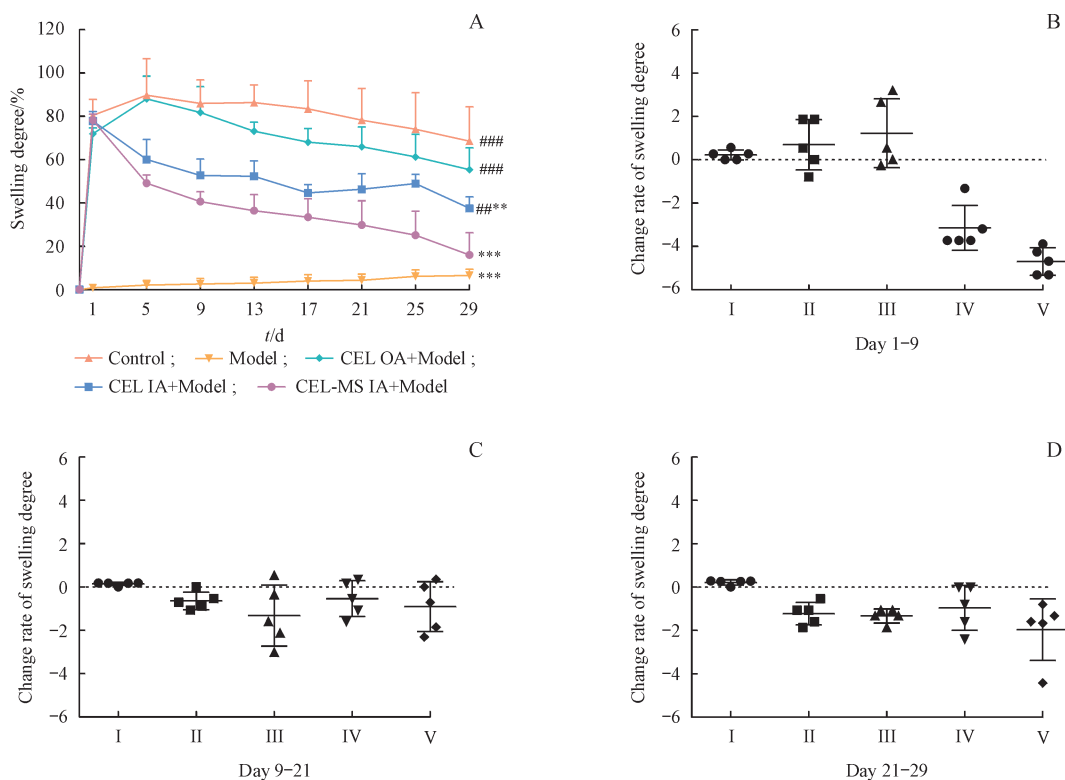 A
Swelling degree/%
120
100
80
60
40
20
0
###
###
##**
***
***
I 5 9 13 17 21 25 29
t/d
Control ; Model ; CEL OA+Model ;
CEL IA+Model ; CEL-MS IA+Model
B
Change rate of swelling degree
6
4
2
0
−2
−4
−6
I II III IV V
Day 1−9
C
Change rate of swelling degree
6
4
2
0
−2
−4
−6
I II III IV V
Day 9−21
D
Change rate of swelling degree
6
4
2
0
−2
−4
−6
I II III IV V
Day 21−29